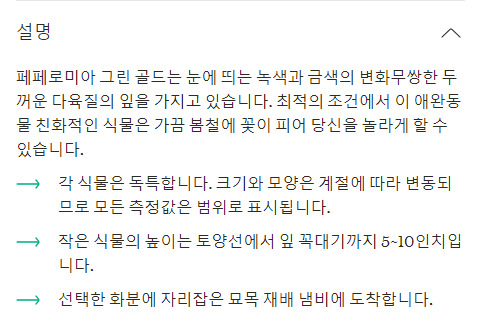 설명
페페로미아 그린 골드는 눈에 띄는 녹색과 금색의 변화무쌍한 두
꺼운 다육질의 잎을 가지고 있습니다. 최적의 조건에서 이 애완동
물 친화적인 식물은 가끔 봄철에 꽃이 피어 당신을 놀라게 할 수
있습니다.
각 식물은 독특합니다. 크기와 모양은 계절에 따라 변동되
므로 모든 측정값은 범위로 표시됩니다.
작은 식물의 높이는 토양선에서 잎 꼭대기까지 5~10인치입
니다.
선택한 화분에 자리잡은 묘목 재배 냄비에 도착합니다.